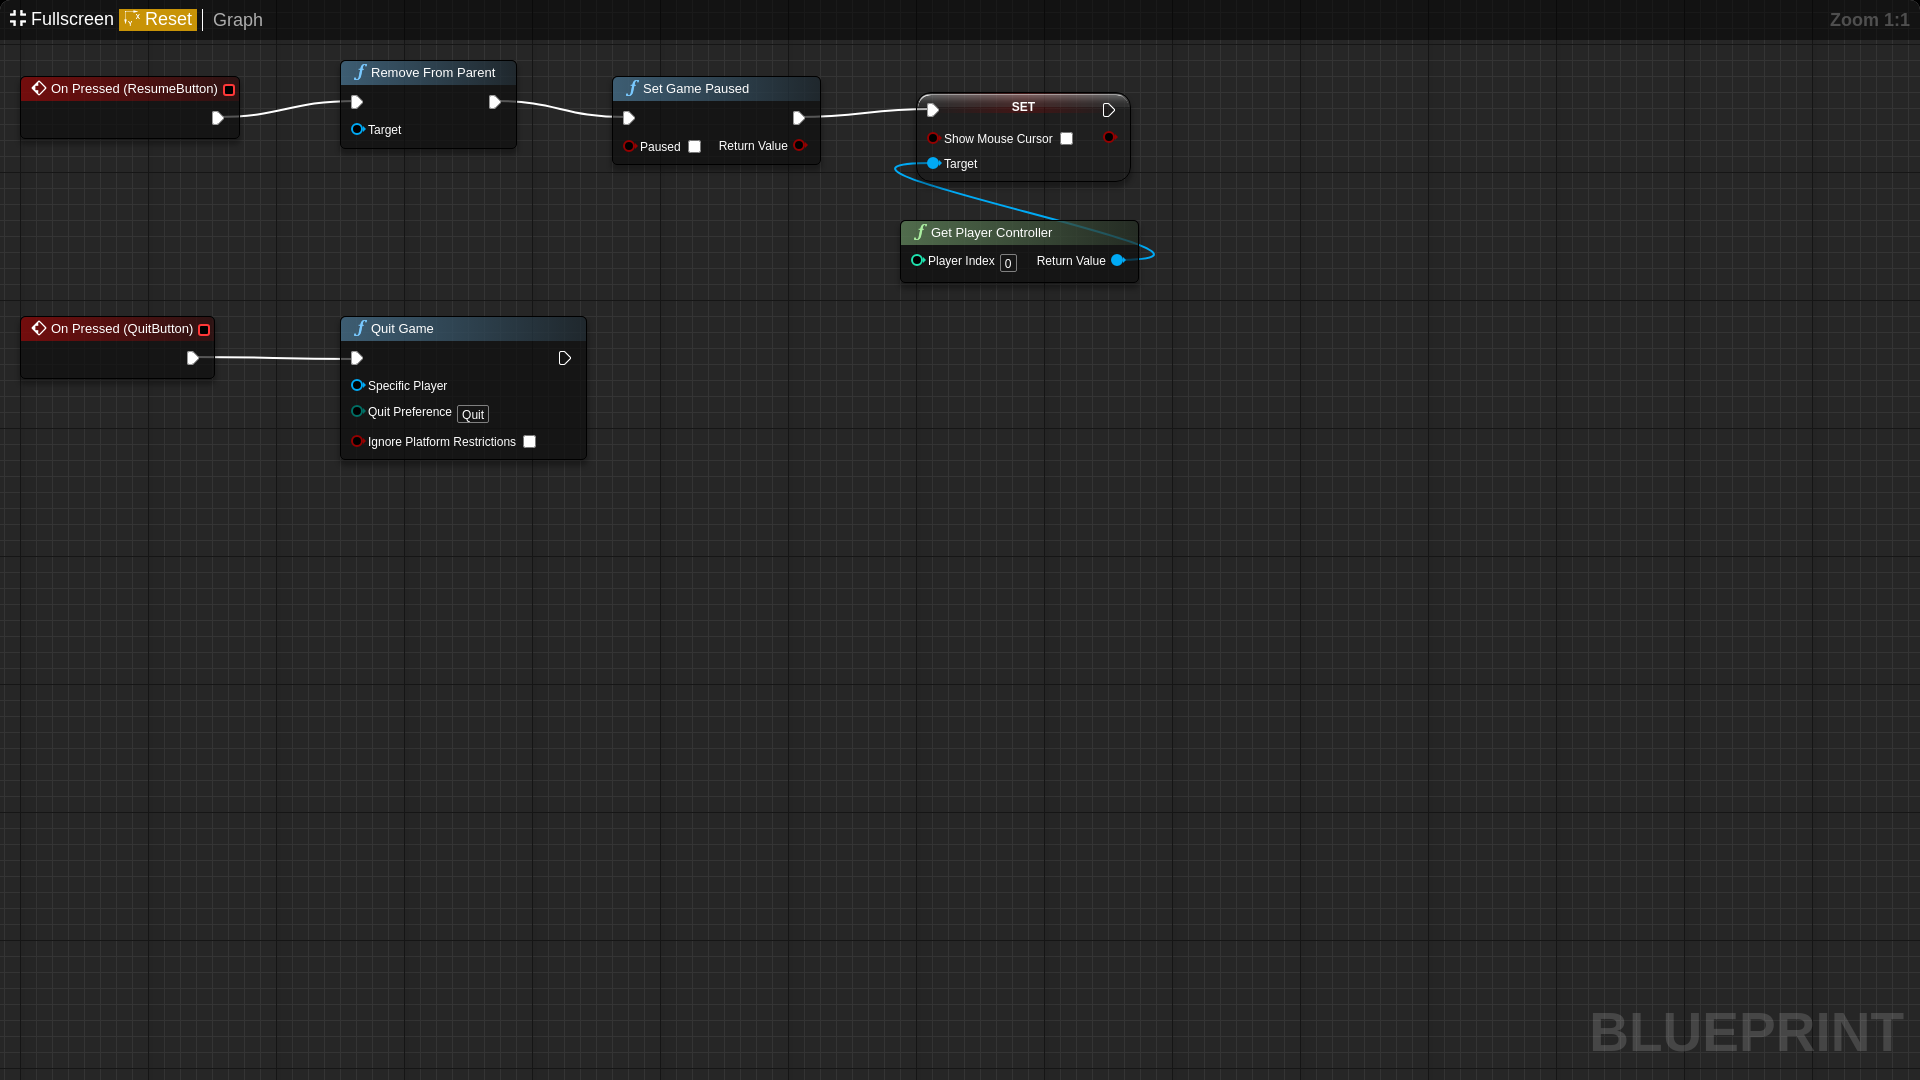 Fullscreen Reset Graph Zoom 1:1
On Pressed (ResumeButton)
Remove From Parent
Target
Set Game Paused
Paused Return Value
SET
Show Mouse Cursor
Target
Get Player Controller
Player Index 0 Return Value
On Pressed (QuitButton)
Quit Game
Specific Player
Quit Preference Quit
Ignore Platform Restrictions
BLUEPRINT